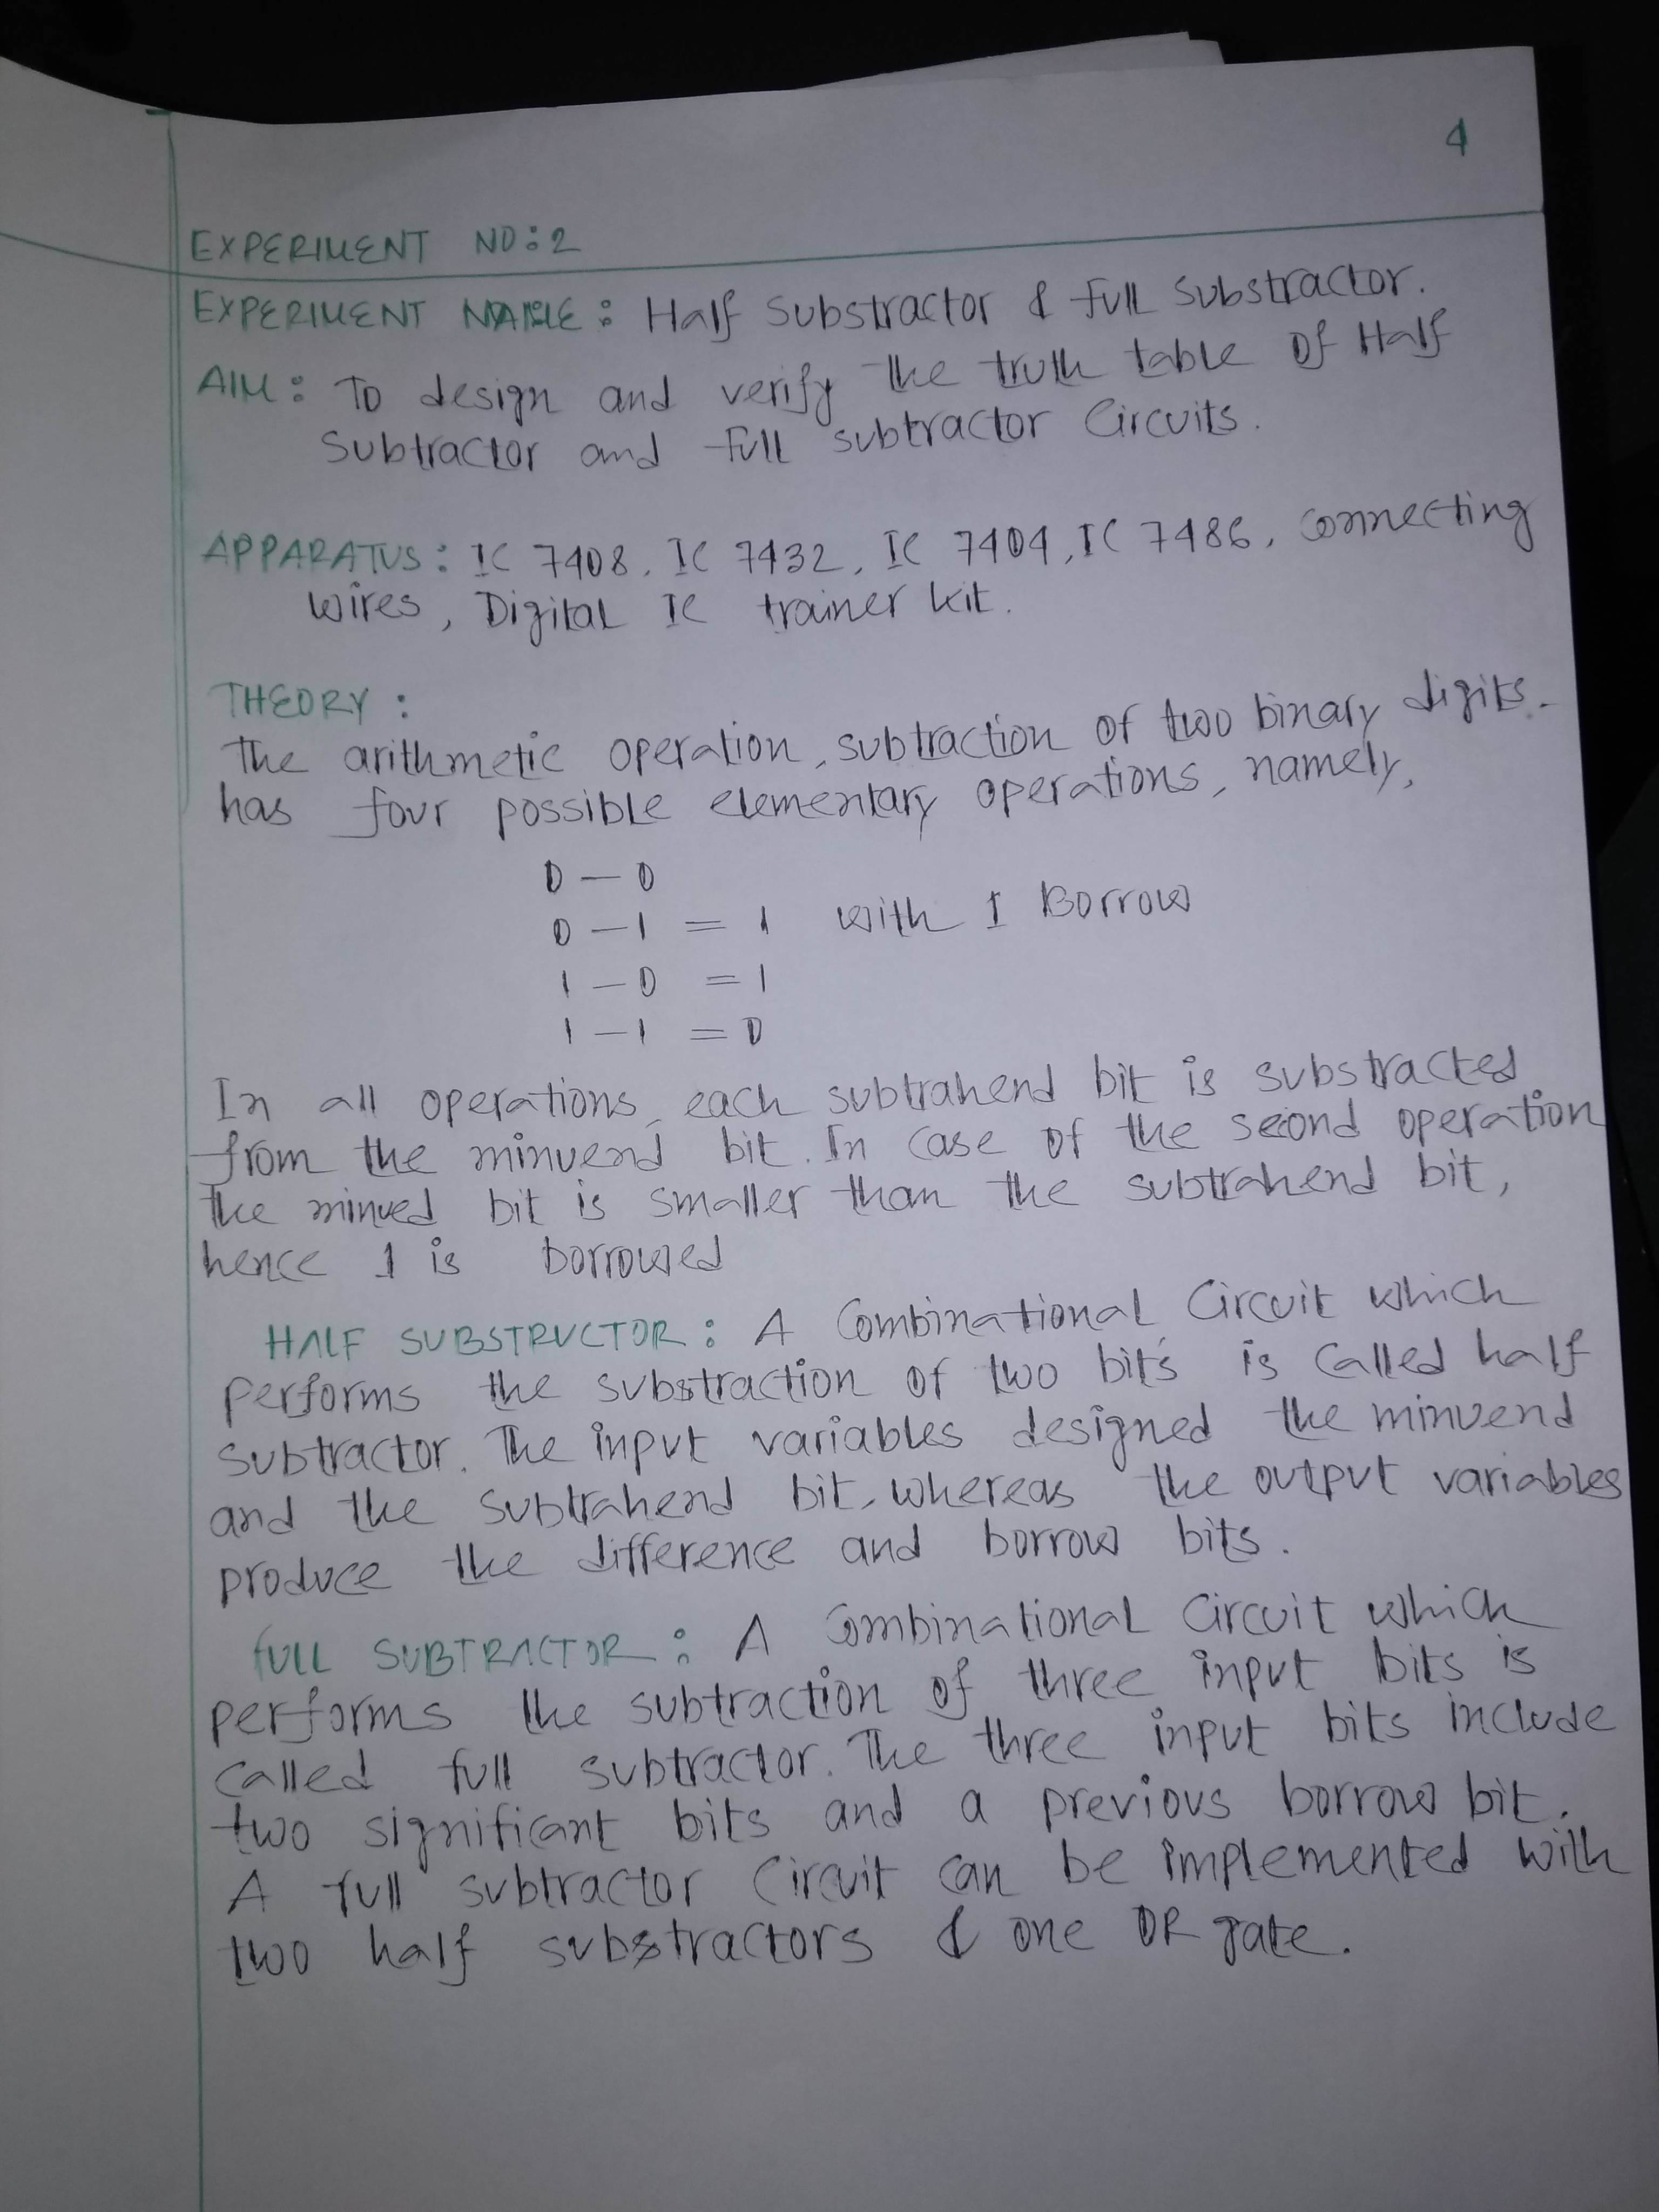 4
EXPERIMENT NO:2
EXPERIMENT NAME: Half Substractor & full substractor.
AIM: To design and verify the truth table of Half
Subtractor and full subtractor Circuits.
APPARATUS: IC 7408, IC 7432, IC 7404, IC 7486, connecting
wires, Digital IC trainer kit.
THEORY:
The arithmetic operation, subtraction of two binary digits.
has four possible elementary operations, namely,
0 - 0
0 - 1 = 1 with 1 Borrow
1 - 0 = 1
1 - 1 = 0
In all operations, each subtrahend bit is substracted
from the minuend bit. In case of the second operation
the minued bit is smaller than the subtrahend bit,
hence 1 is borrowed
HALF SUBSTRUCTOR: A Combinational Circuit which
performs the substraction of two bits is called half
subtractor. The input variables designed the minuend
and the subtrahend bit, whereas the output variables
produce the difference and borrow bits.
FULL SUBTRACTOR: A Combinational Circuit which
performs the subtraction of three input bits is
called full subtractor. The three input bits include
two significant bits and a previous borrow bit.
A full subtractor Circuit can be implemented with
two half substractors & one OR gate.